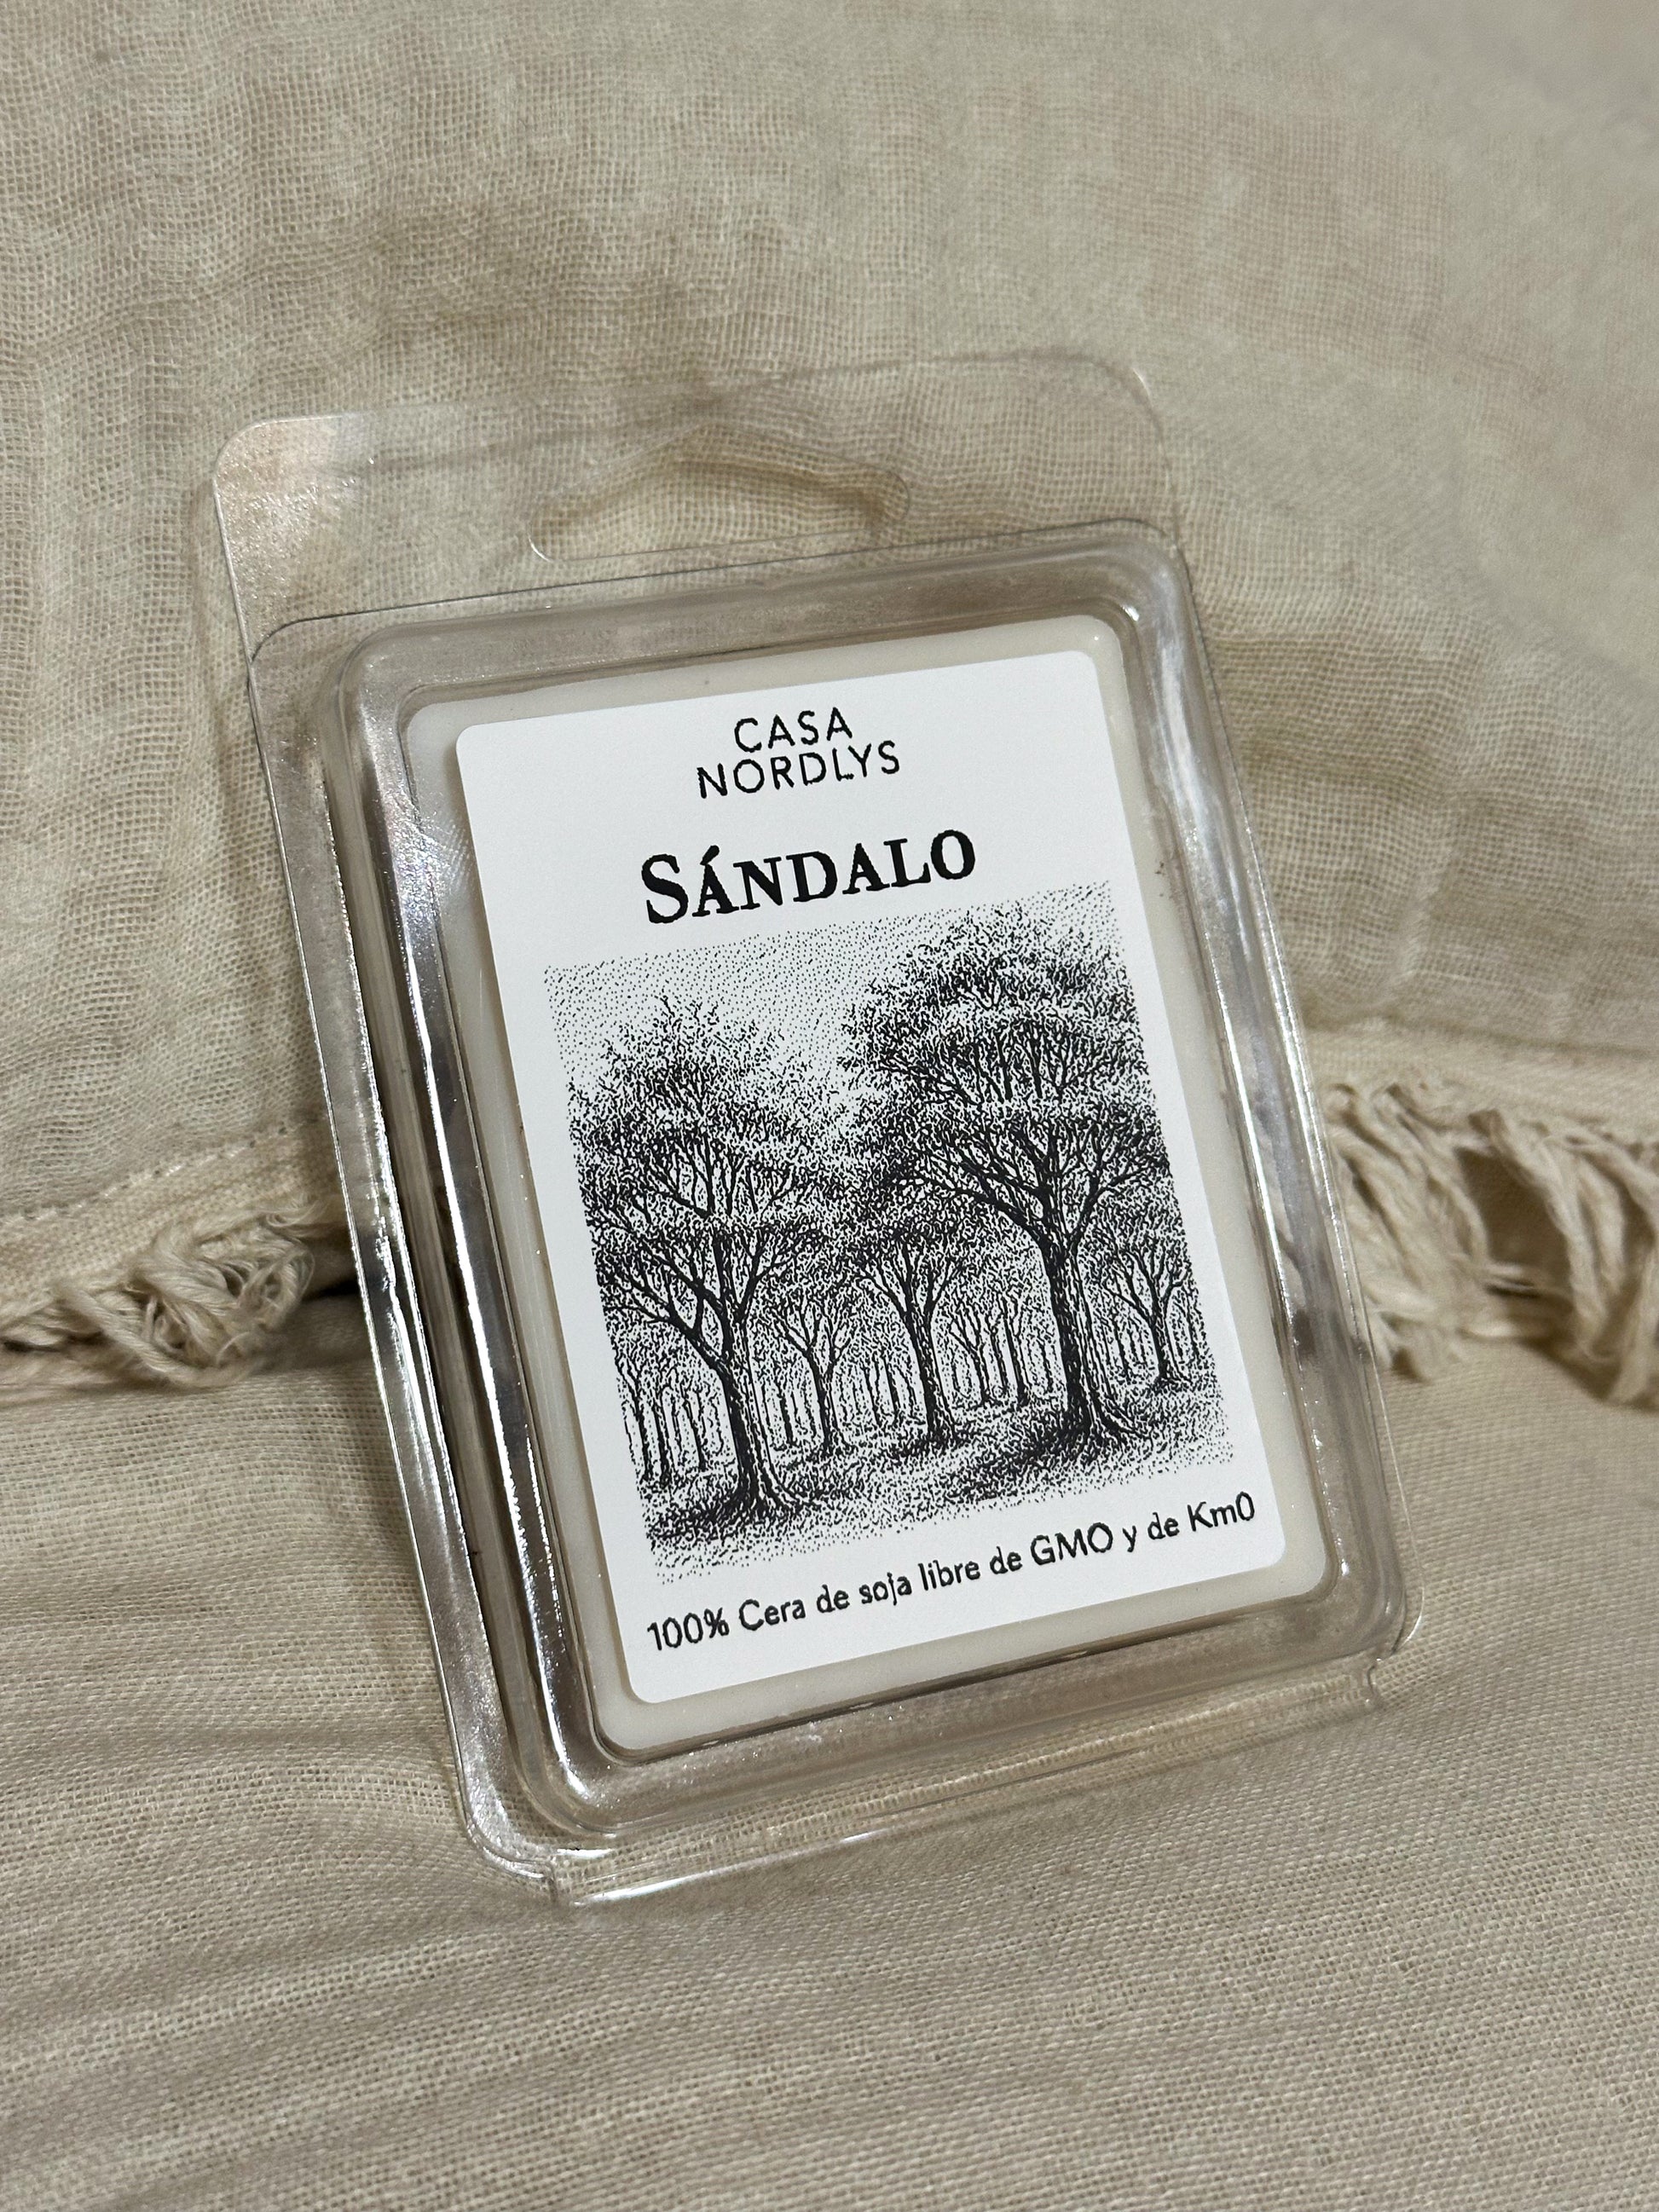 CASA
NORDLYS
SÁNDALO
100% Cera de soja libre de GMO y de Km0